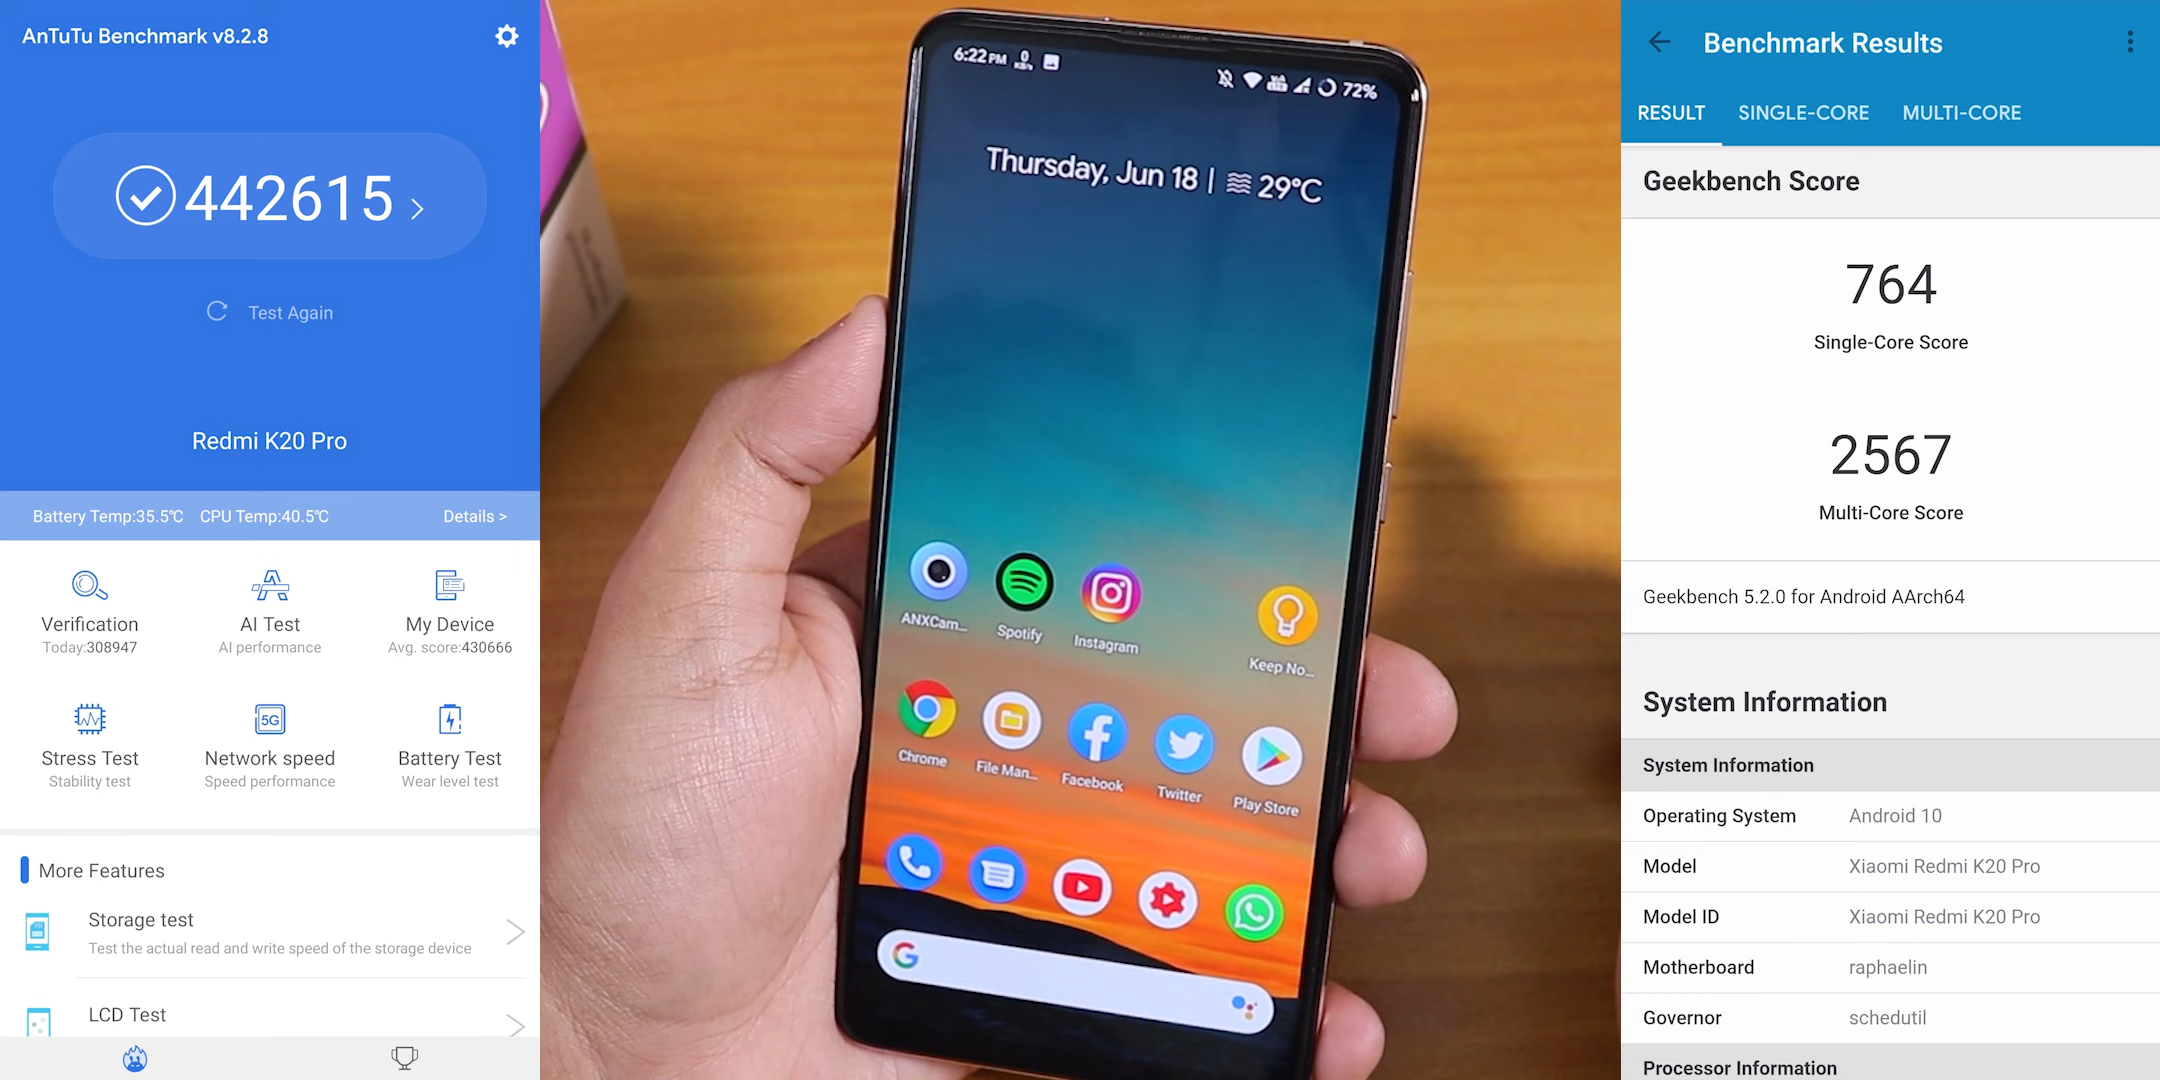 AnTuTu Benchmark v8.2.8
442615 >
Test Again
Redmi K20 Pro
Battery Temp:35.5℃ CPU Temp:40.5℃ Details >
Verification AI Test My Device
Today:308947 AI performance Avg. score:430666
5G
Stress Test Network speed Battery Test
Stability test Speed performance Wear level test
More Features
Storage test
Test the actual read and write speed of the storage device
LCD Test
6:22 PM 0 KB/s 72%
Thursday, Jun 18 | 29°C
ANXCam... Spotify Instagram Keep No...
Chrome File Man... Facebook Twitter Play Store
G
Benchmark Results
RESULT SINGLE-CORE MULTI-CORE
Geekbench Score
764
Single-Core Score
2567
Multi-Core Score
Geekbench 5.2.0 for Android AArch64
System Information
System Information
Operating System Android 10
Model Xiaomi Redmi K20 Pro
Model ID Xiaomi Redmi K20 Pro
Motherboard raphaelin
Governor schedutil
Processor Information